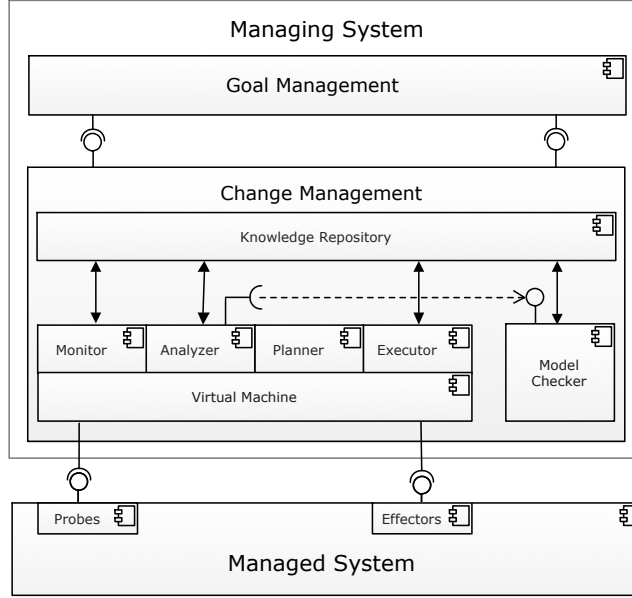 Managing System
Goal Management
Change Management
Knowledge Repository
Monitor
Analyzer
Planner
Executor
Model
Checker
Virtual Machine
Probes
Effectors
Managed System